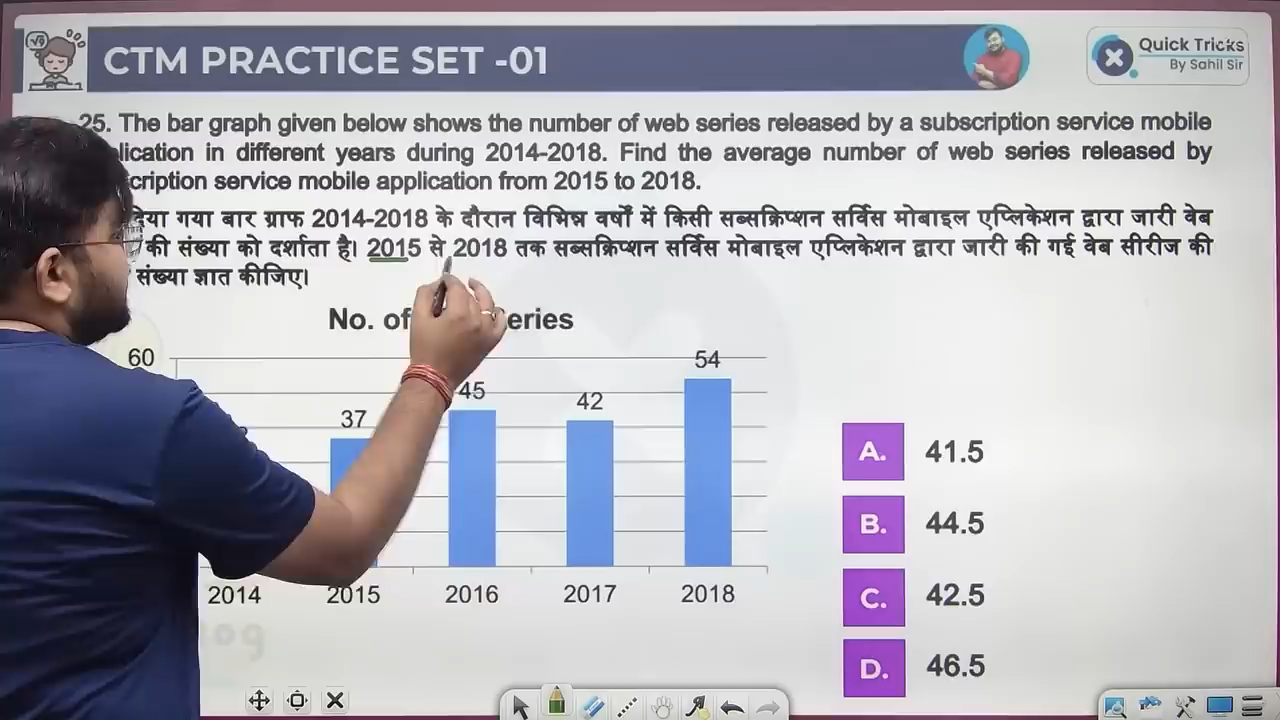 CTM PRACTICE SET -01
Quick Tricks
By Sahil Sir
25. The bar graph given below shows the number of web series released by a subscription service mobile
lication in different years during 2014-2018. Find the average number of web series released by
cription service mobile application from 2015 to 2018.
दिया गया बार ग्राफ 2014-2018 के दौरान विभिन्न वर्षों में किसी सब्सक्रिप्शन सर्विस मोबाइल एप्लिकेशन द्वारा जारी वेब
की संख्या को दर्शाता है। 2015 से 2018 तक सब्सक्रिप्शन सर्विस मोबाइल एप्लिकेशन द्वारा जारी की गई वेब सीरीज की
संख्या ज्ञात कीजिए।
No. of eries
60
54
45
42
37
2014 2015 2016 2017 2018
A. 41.5
B. 44.5
C. 42.5
D. 46.5